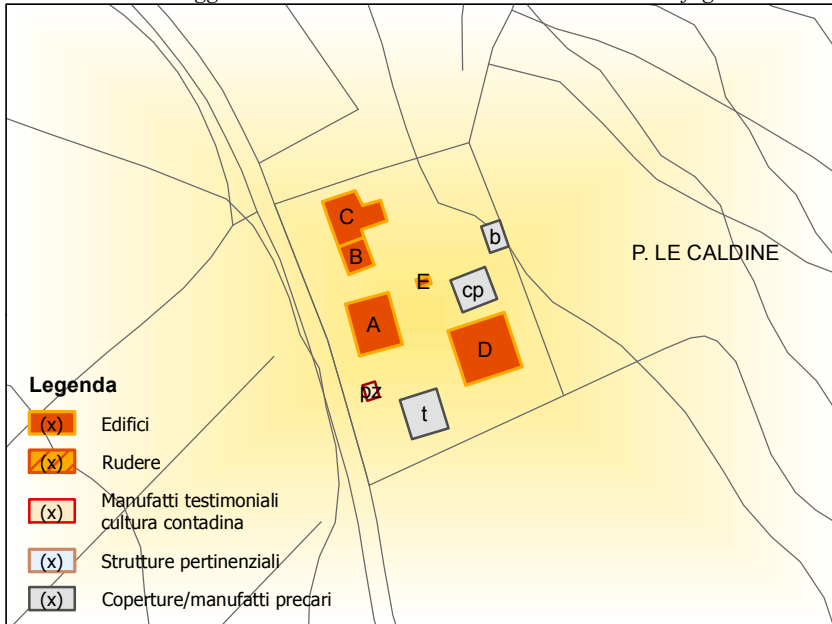 C
B
b
P. LE CALDINE
E
cp
A
D
pz
t
Legenda
(x) Edifici
(x) Rudere
(x) Manufatti testimoniali
cultura contadina
(x) Strutture pertinenziali
(x) Coperture/manufatti precari